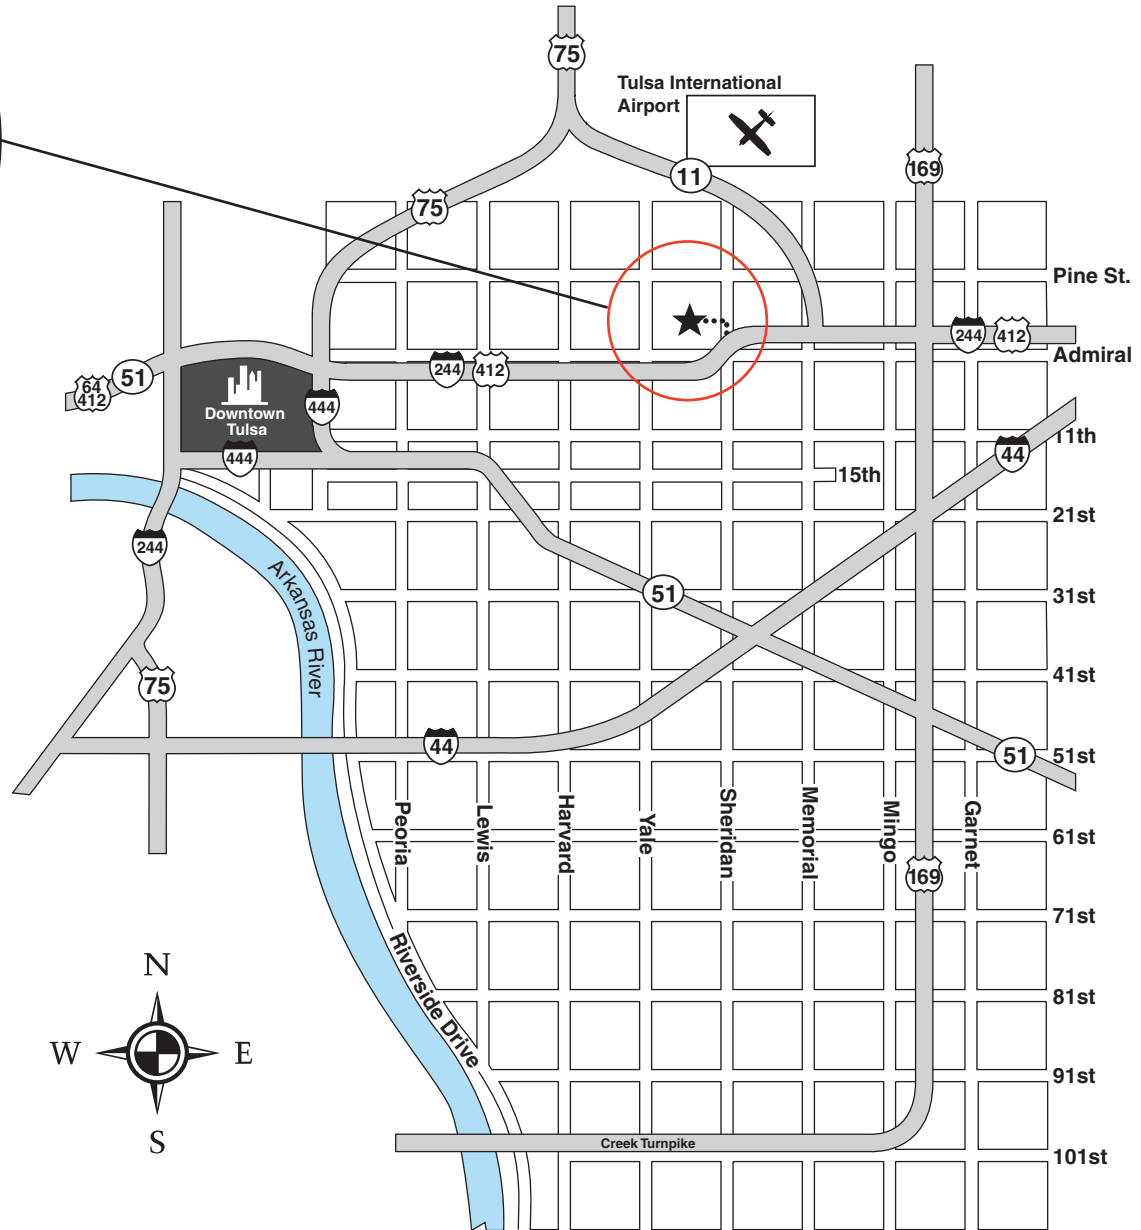 75
Tulsa International
Airport
11
169
75
Pine St.
244
412
Admiral
51
64
412
244
412
444
Downtown
Tulsa
444
11th
44
15th
21st
244
Arkansas River
51
31st
75
41st
44
51
51st
Peoria
Lewis
Harvard
Yale
Sheridan
Memorial
Mingo
Garnet
61st
169
71st
Riverside Drive
N
W
E
S
81st
91st
Creek Turnpike
101st